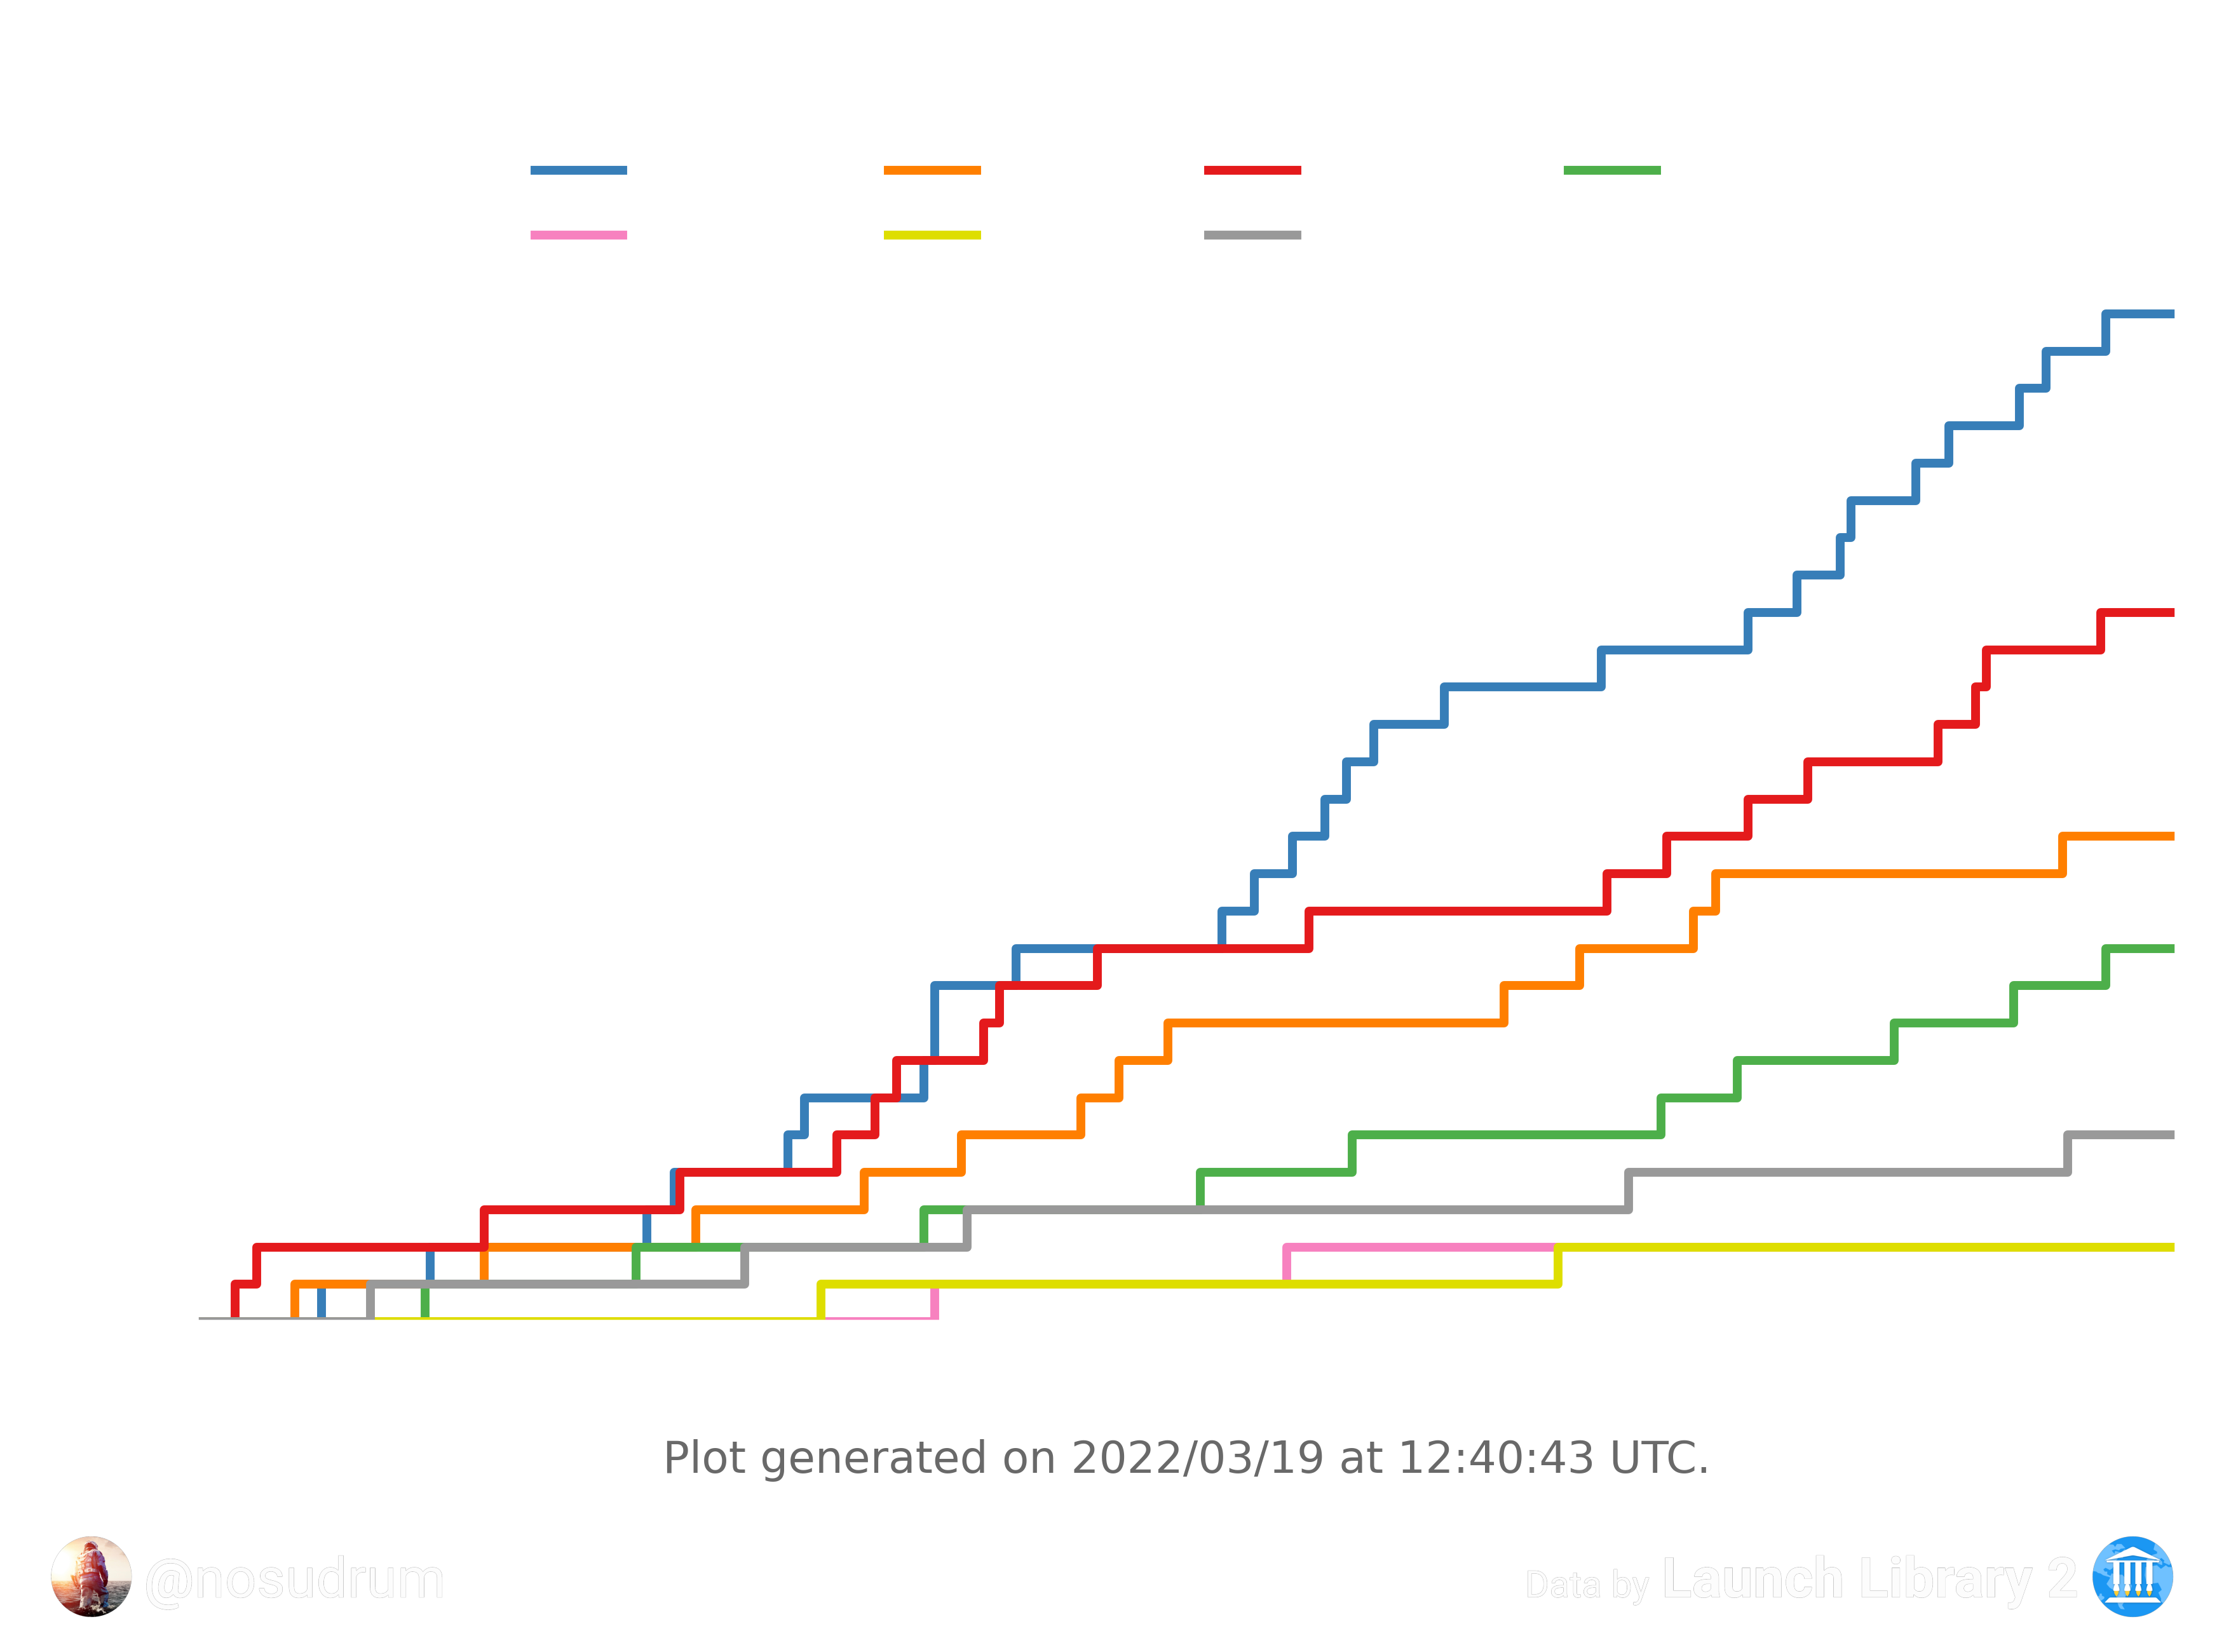 Plot generated on 2022/03/19 at 12:40:43 UTC.
@nosudrum
Data by Launch Library 2